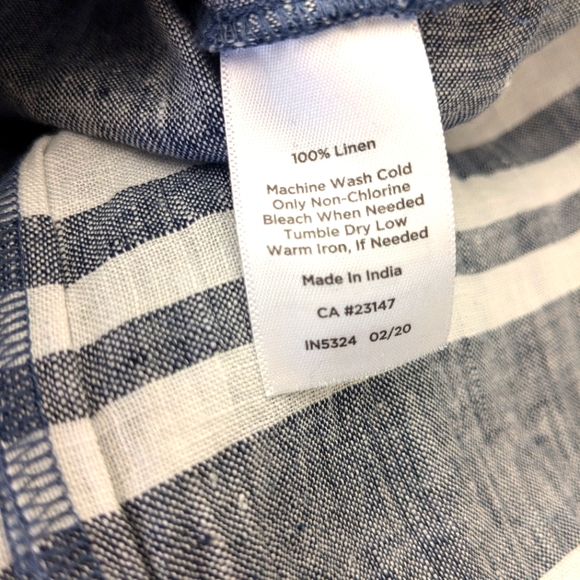 100% Linen
Machine Wash Cold
Only Non-Chlorine
Bleach When Needed
Tumble Dry Low
Warm Iron, If Needed
Made In India
CA #23147
IN5324 02/20